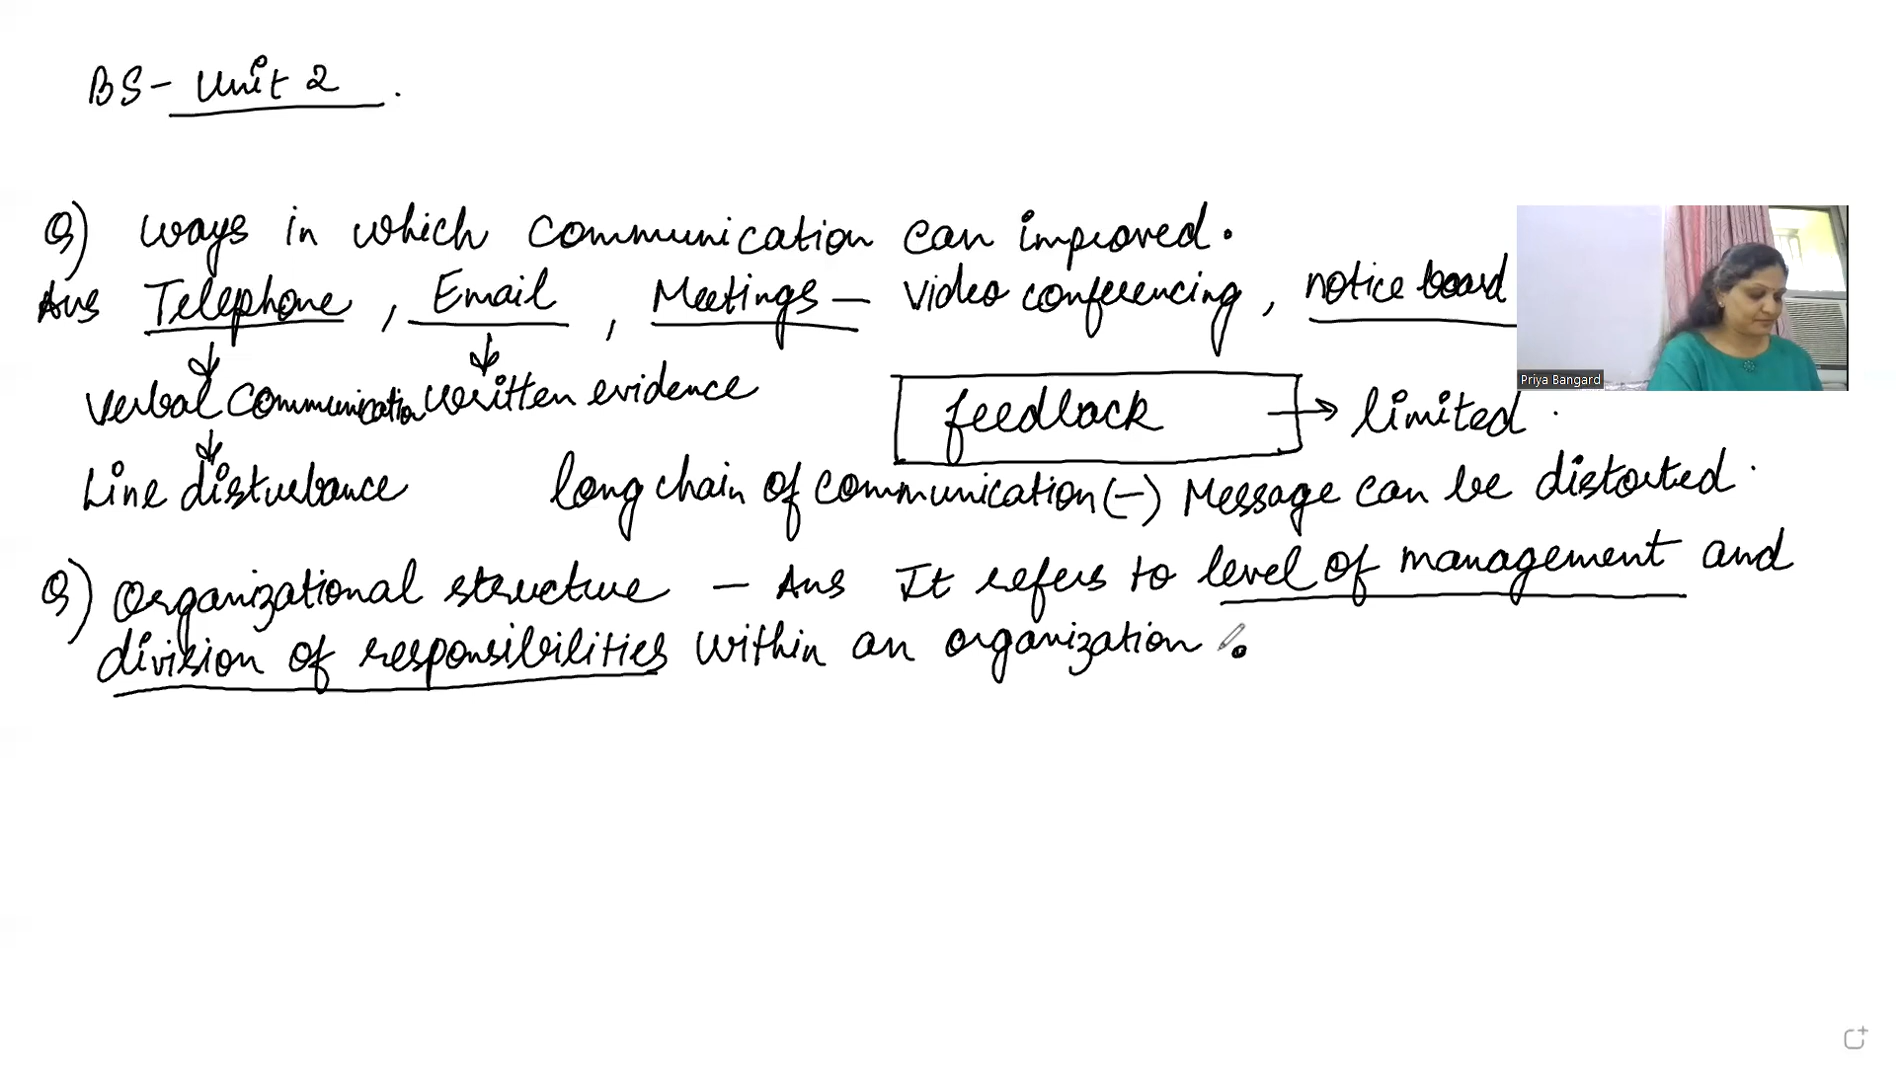 BS- Unit 2.
Q) ways in which communication can improved.
Ans Telephone, Email, Meetings - video conferencing, notice board
Verbal communication written evidence feedback → limited.
Line disturbance long chain of communication (-) Message can be distorted.
Q) Organizational structure - Ans It refers to level of management and
division of responsibilities within an organization.
Priya Bangard